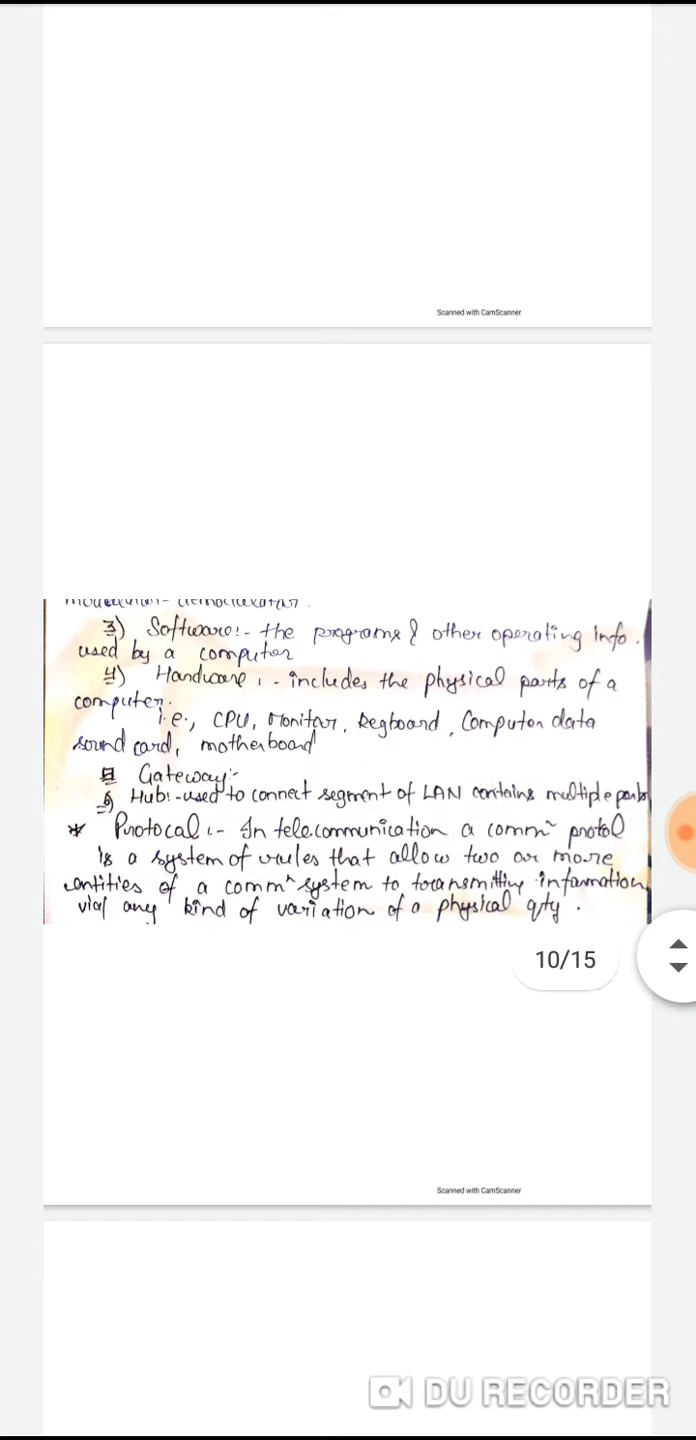 Scanned with CamScanner
3) Software:- the programs & other operating info.
used by a computer
4) Hardware :- includes the physical parts of a
computer.
i.e., CPU, Monitor, Keyboard, Computer data
sound card, motherboard
Gateway:-
6) Hub:- used to connect segment of LAN contains multiple ports
* Protocal :- In telecommunication a commn protol
is a system of rules that allow two or more
entities of a commn system to transmitting information
via any kind of variation of a physical qty.
10/15
Scanned with CamScanner
DU RECORDER